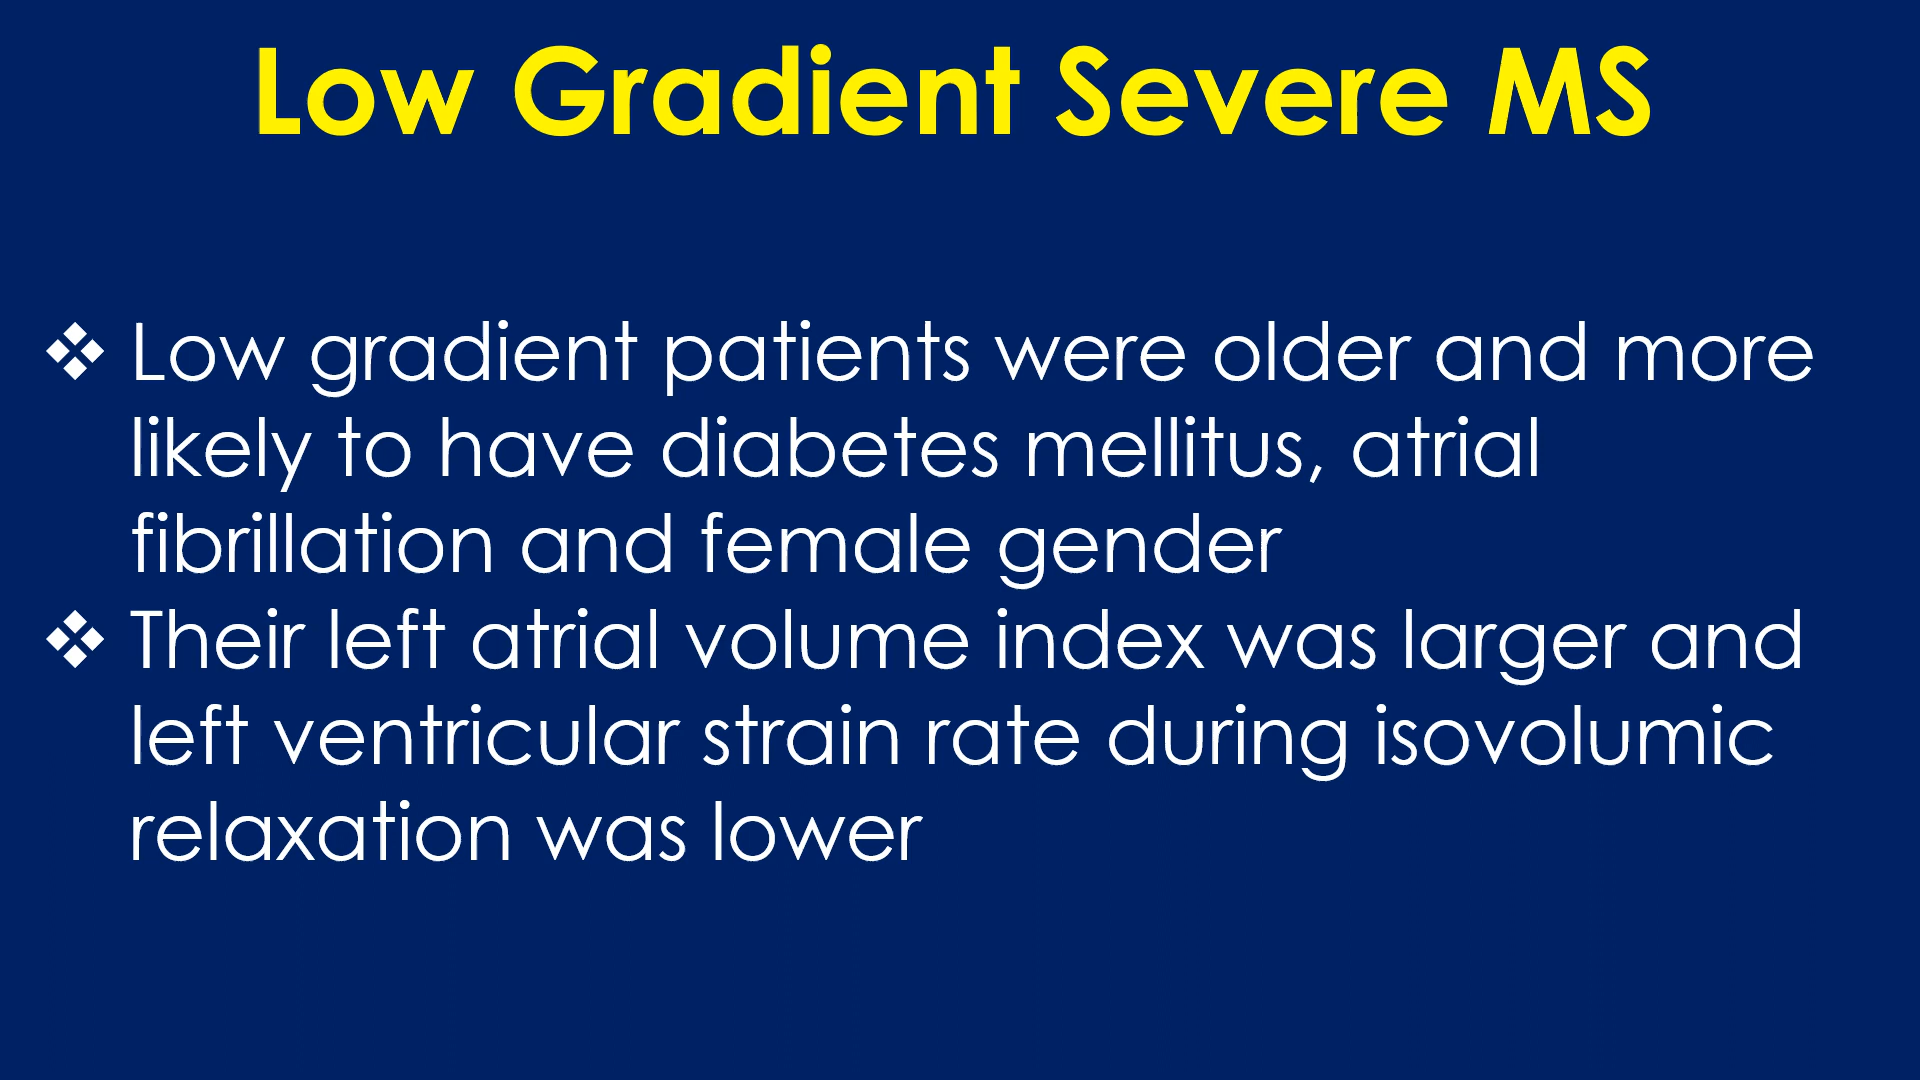 Low Gradient Severe MS
❖ Low gradient patients were older and more
likely to have diabetes mellitus, atrial
fibrillation and female gender
❖ Their left atrial volume index was larger and
left ventricular strain rate during isovolumic
relaxation was lower